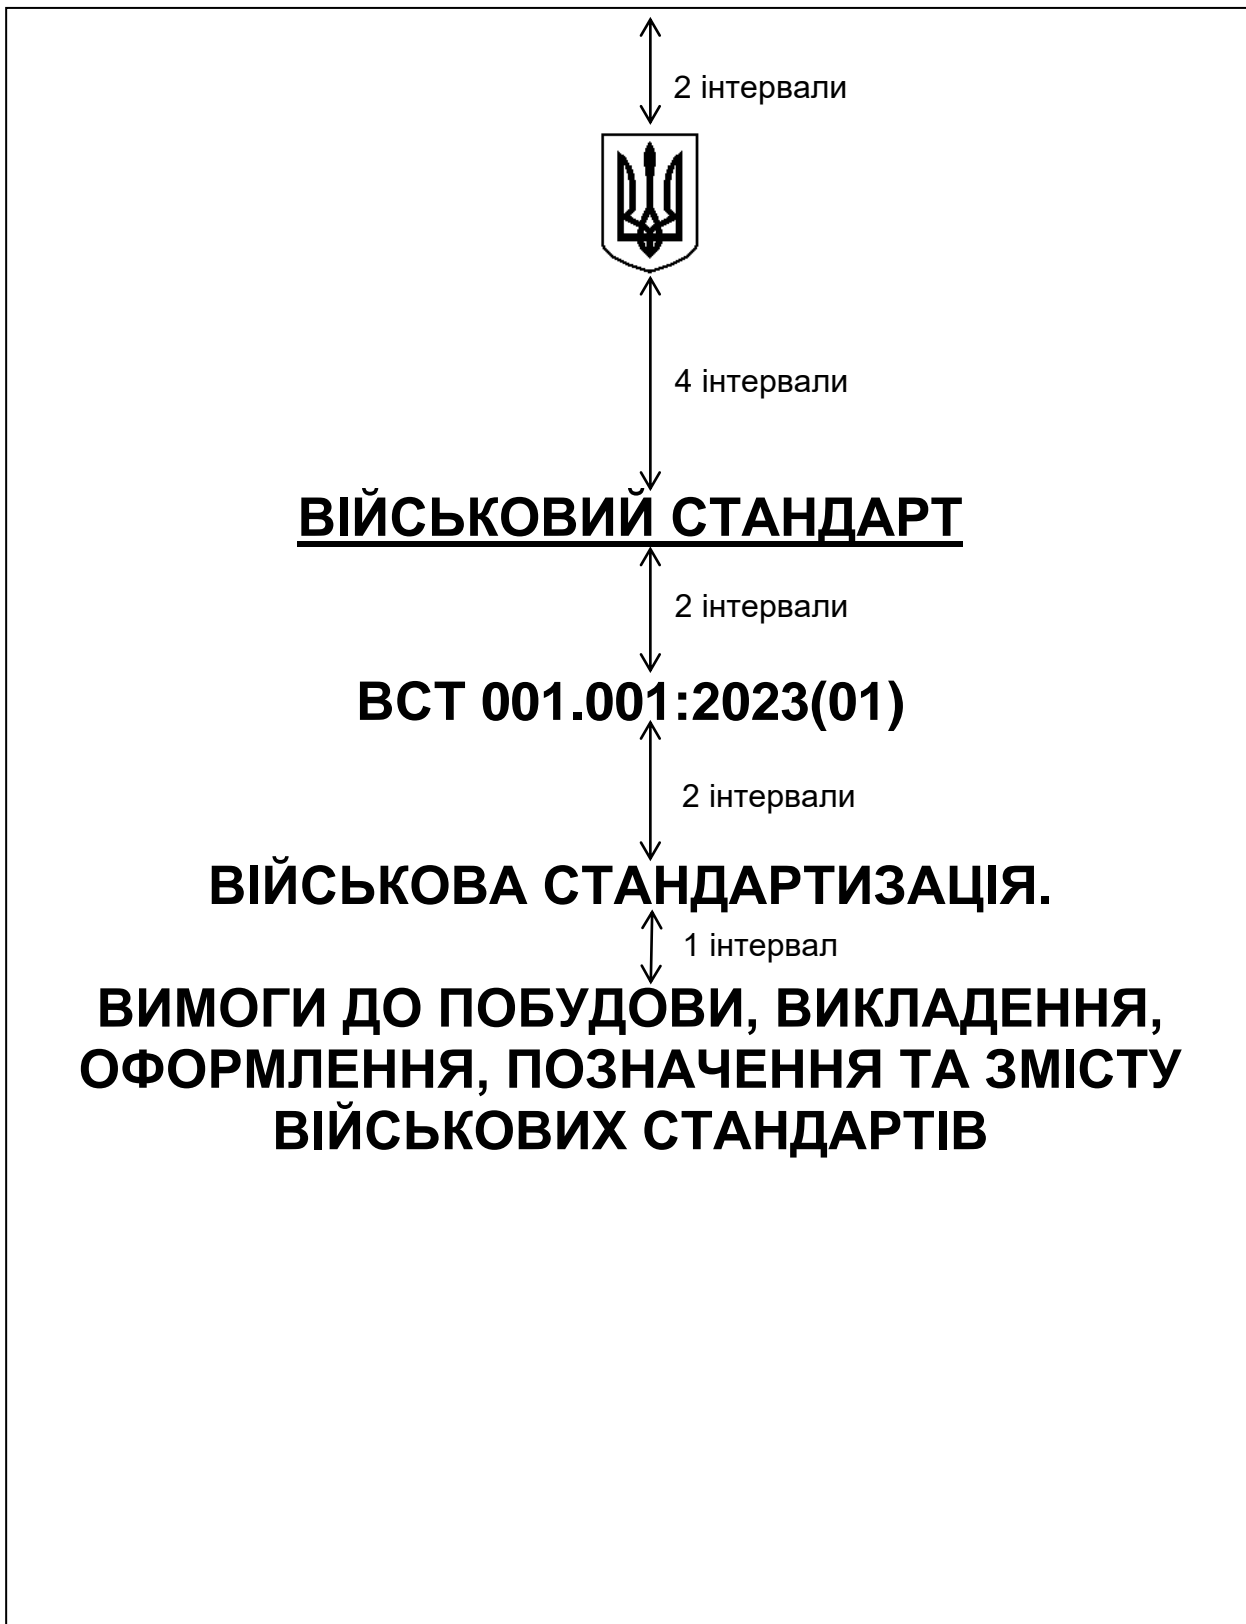 2 інтервали
4 інтервали
ВІЙСЬКОВИЙ СТАНДАРТ
2 інтервали
ВСТ 001.001:2023(01)
2 інтервали
ВІЙСЬКОВА СТАНДАРТИЗАЦІЯ.
1 інтервал
ВИМОГИ ДО ПОБУДОВИ, ВИКЛАДЕННЯ,
ОФОРМЛЕННЯ, ПОЗНАЧЕННЯ ТА ЗМІСТУ
ВІЙСЬКОВИХ СТАНДАРТІВ